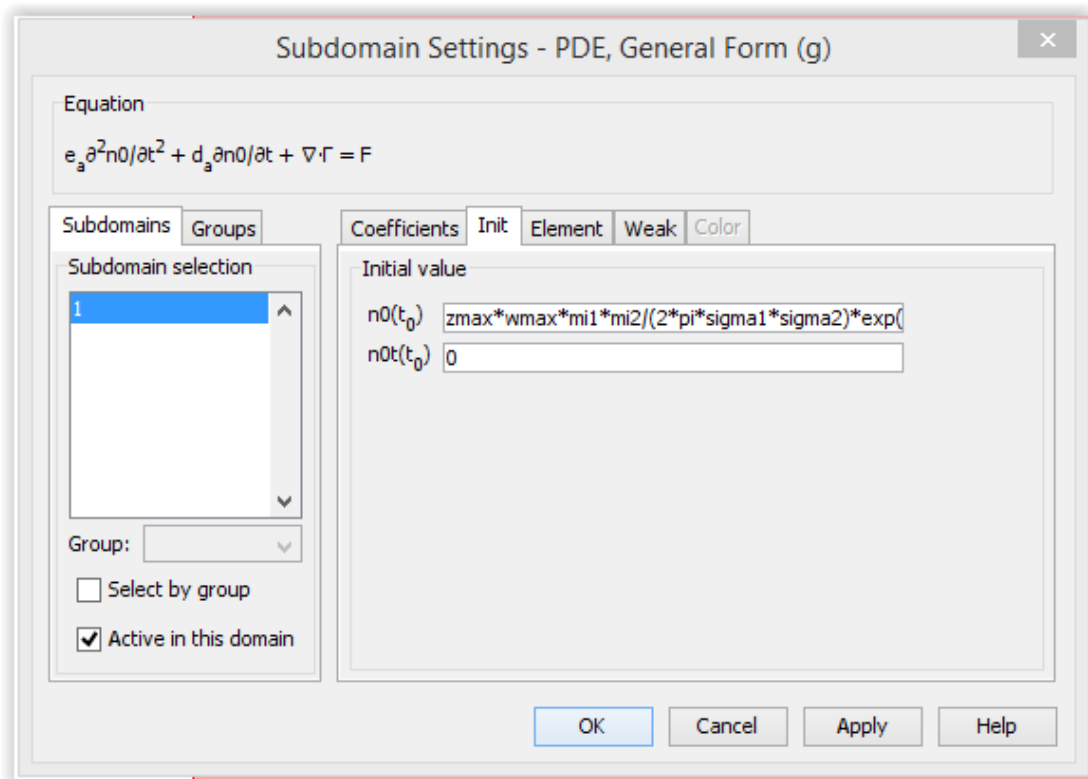 Subdomain Settings - PDE, General Form (g)
Equation
e_a∂²n0/∂t² + d_a∂n0/∂t + ∇·Γ = F
Subdomains Groups
Subdomain selection
1
Group:
Select by group
Active in this domain
Coefficients Init Element Weak Color
Initial value
n0(t₀) zmax*wmax*mi1*mi2/(2*pi*sigma1*sigma2)*exp(
n0t(t₀) 0
OK Cancel Apply Help